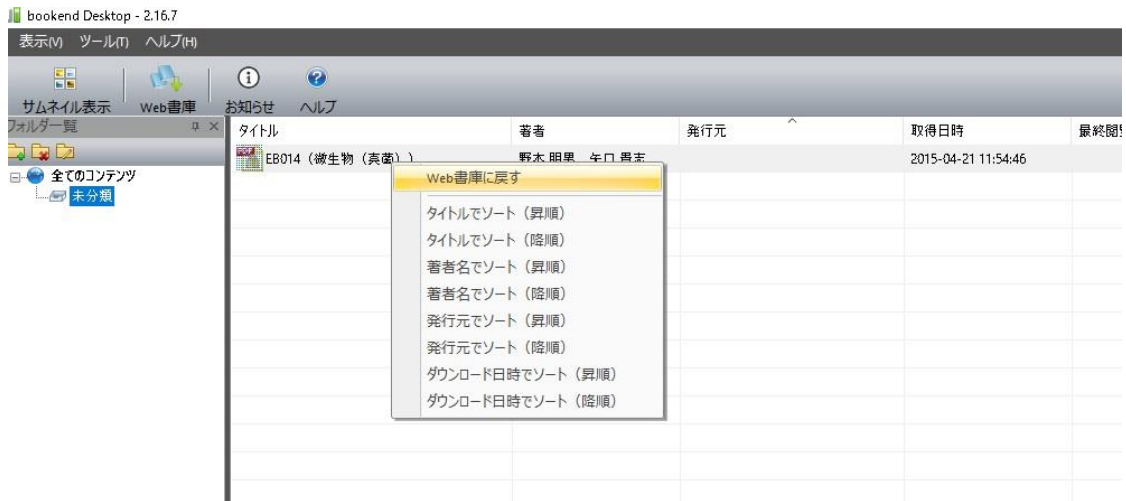 bookend Desktop - 2.16.7
表示(V) ツール(T) ヘルプ(H)
サムネイル表示 Web書庫 お知らせ ヘルプ
フォルダ一覧
タイトル 著者 発行元 取得日時
全てのコンテンツ
未分類
EB014（微生物（真菌）） 野本 明男 矢口 貴志 2015-04-21 11:54:46
Web書庫に戻す
タイトルでソート（昇順）
タイトルでソート（降順）
著者名でソート（昇順）
著者名でソート（降順）
発行元でソート（昇順）
発行元でソート（降順）
ダウンロード日時でソート（昇順）
ダウンロード日時でソート（降順）